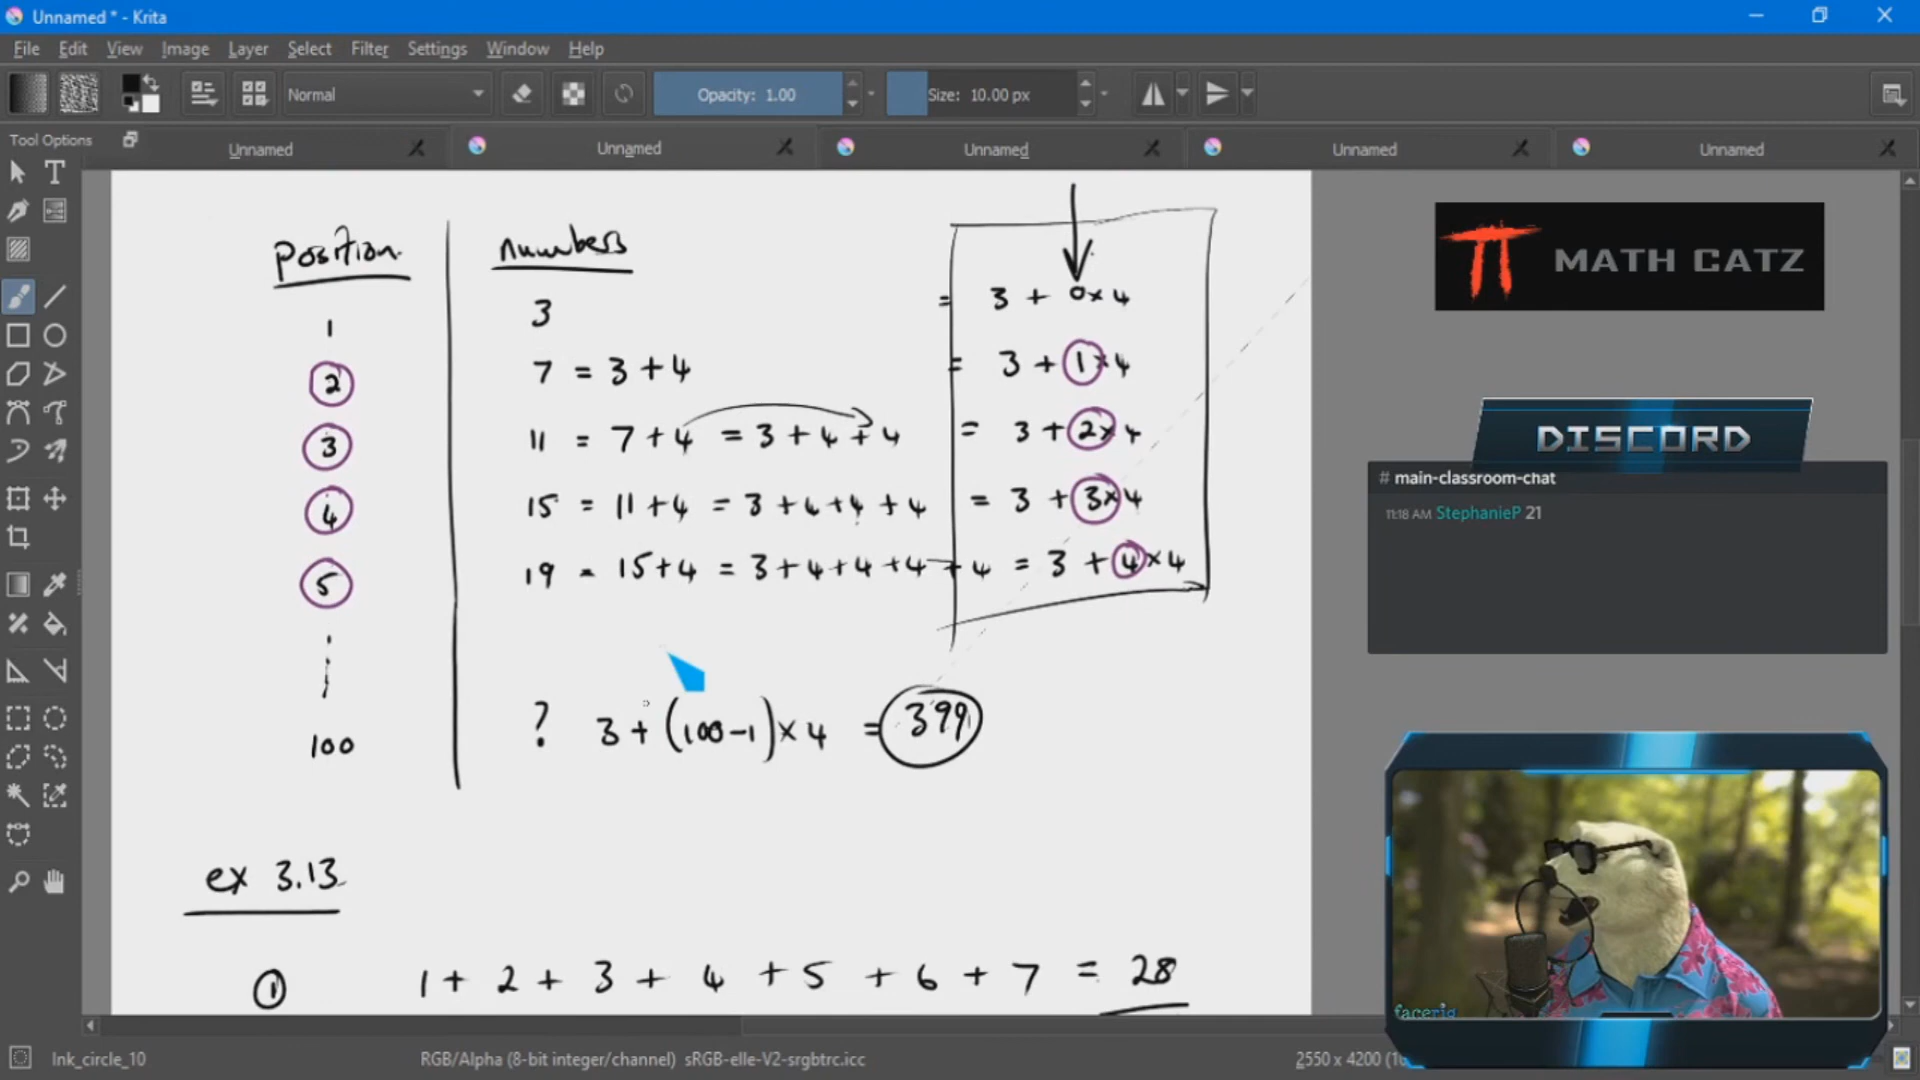 Unnamed * - Krita
File Edit View Image Layer Select Filter Settings Window Help
Normal Opacity: 1.00 Size: 10.00 px
Tool Options Unnamed Unnamed Unnamed Unnamed Unnamed
position numbers
1 3 = 3 + 0×4
2 7 = 3 + 4 = 3 + 1×4
3 11 = 7 + 4 = 3 + 4 + 4 = 3 + 2×4
4 15 = 11 + 4 = 3 + 4 + 4 + 4 = 3 + 3×4
5 19 = 15 + 4 = 3 + 4 + 4 + 4 + 4 = 3 + 4×4
100 ? 3 + (100-1) × 4 = 399
ex 3.13
① 1 + 2 + 3 + 4 + 5 + 6 + 7 = 28
MATH CATZ
DISCORD
# main-classroom-chat
11:18 AM StephanieP 21
facerig
Ink_circle_10 RGB/Alpha (8-bit integer/channel) sRGB-elle-V2-srgbtrc.icc 2550 x 4200